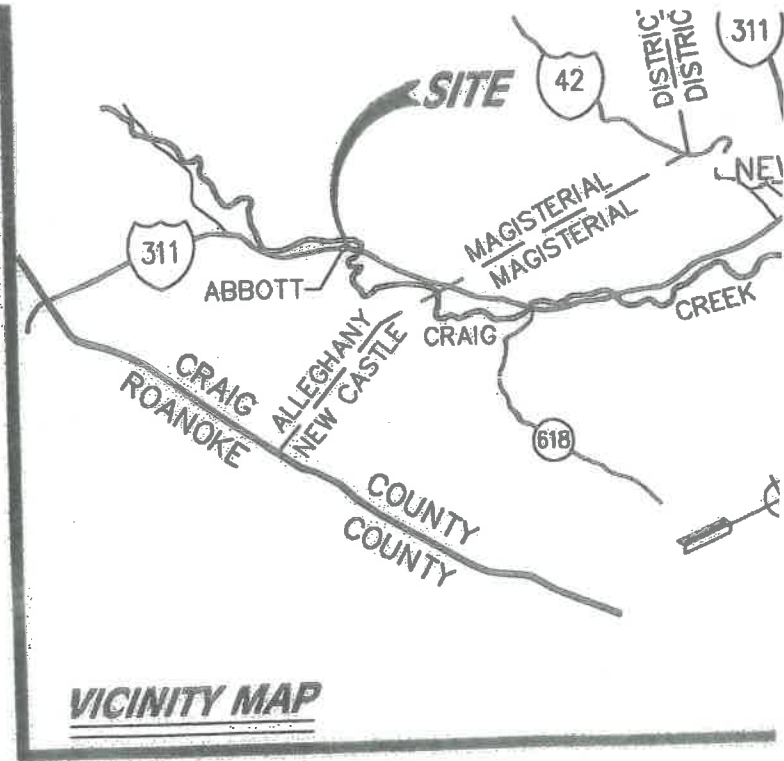 SITE
42
DISTRIC
DISTRIC
311
NE
MAGISTERIAL
MAGISTERIAL
311
ABBOTT
CRAIG
CREEK
ALLEGHANY
NEW CASTLE
CRAIG
ROANOKE
618
COUNTY
COUNTY
VICINITY MAP